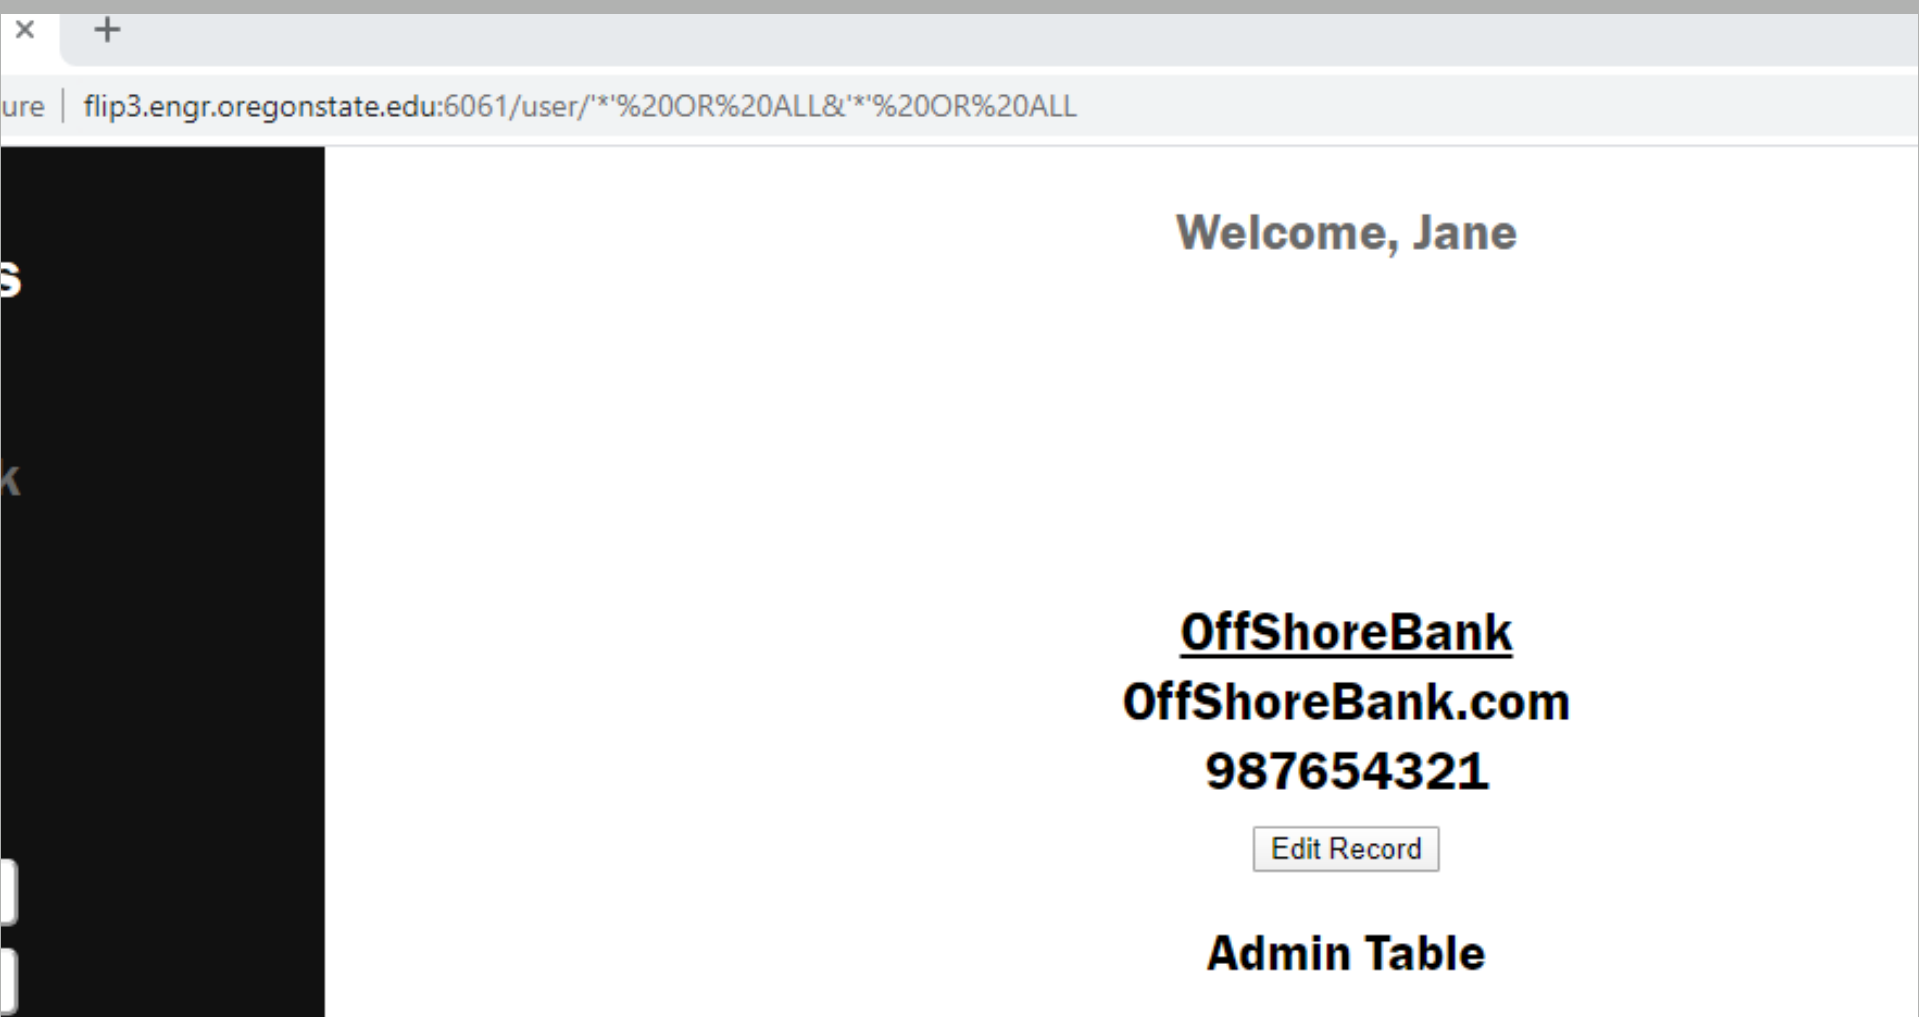 ure | flip3.engr.oregonstate.edu:6061/user/'*'%20OR%20ALL&'*'%20OR%20ALL
Welcome, Jane
s
k
OffShoreBank
OffShoreBank.com
987654321
Edit Record
Admin Table